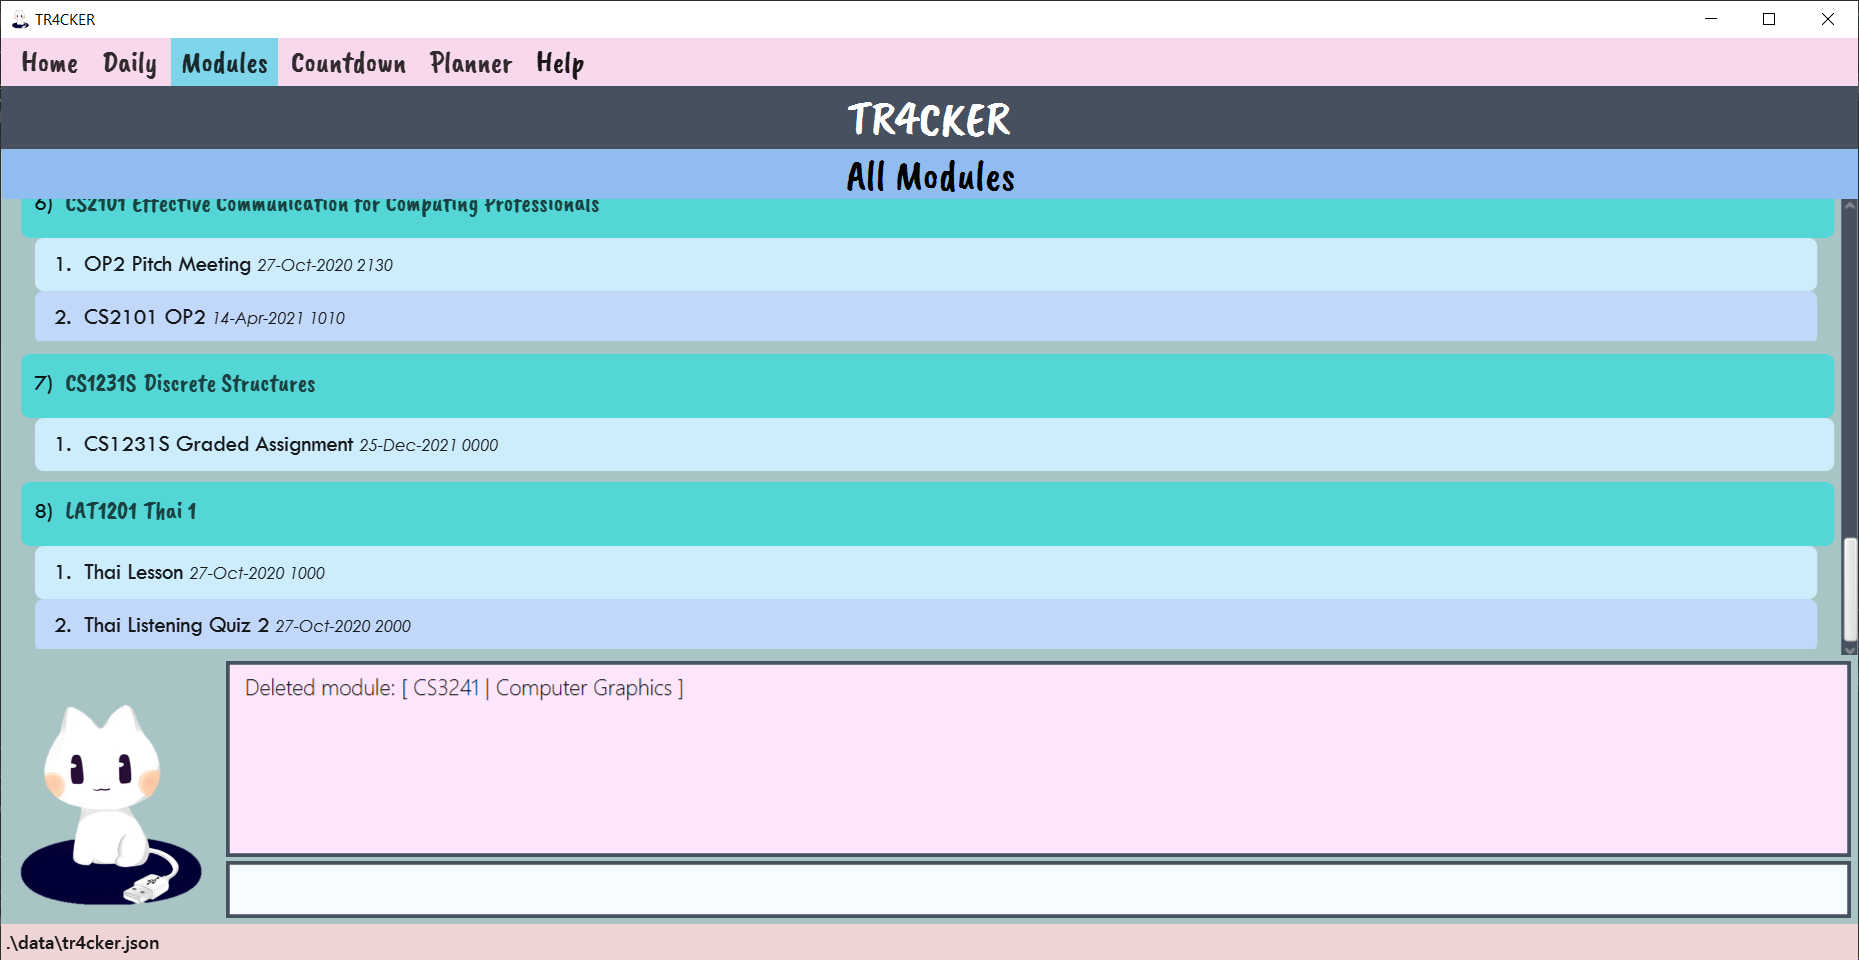 TR4CKER
Home Daily Modules Countdown Planner Help
TR4CKER
All Modules
6) CS2101 Effective Communication for Computing Professionals
1. OP2 Pitch Meeting 27-Oct-2020 2130
2. CS2101 OP2 14-Apr-2021 1010
7) CS1231S Discrete Structures
1. CS1231S Graded Assignment 25-Dec-2021 0000
8) LAT1201 Thai 1
1. Thai Lesson 27-Oct-2020 1000
2. Thai Listening Quiz 2 27-Oct-2020 2000
Deleted module: [ CS3241 | Computer Graphics ]
.\data\tr4cker.json